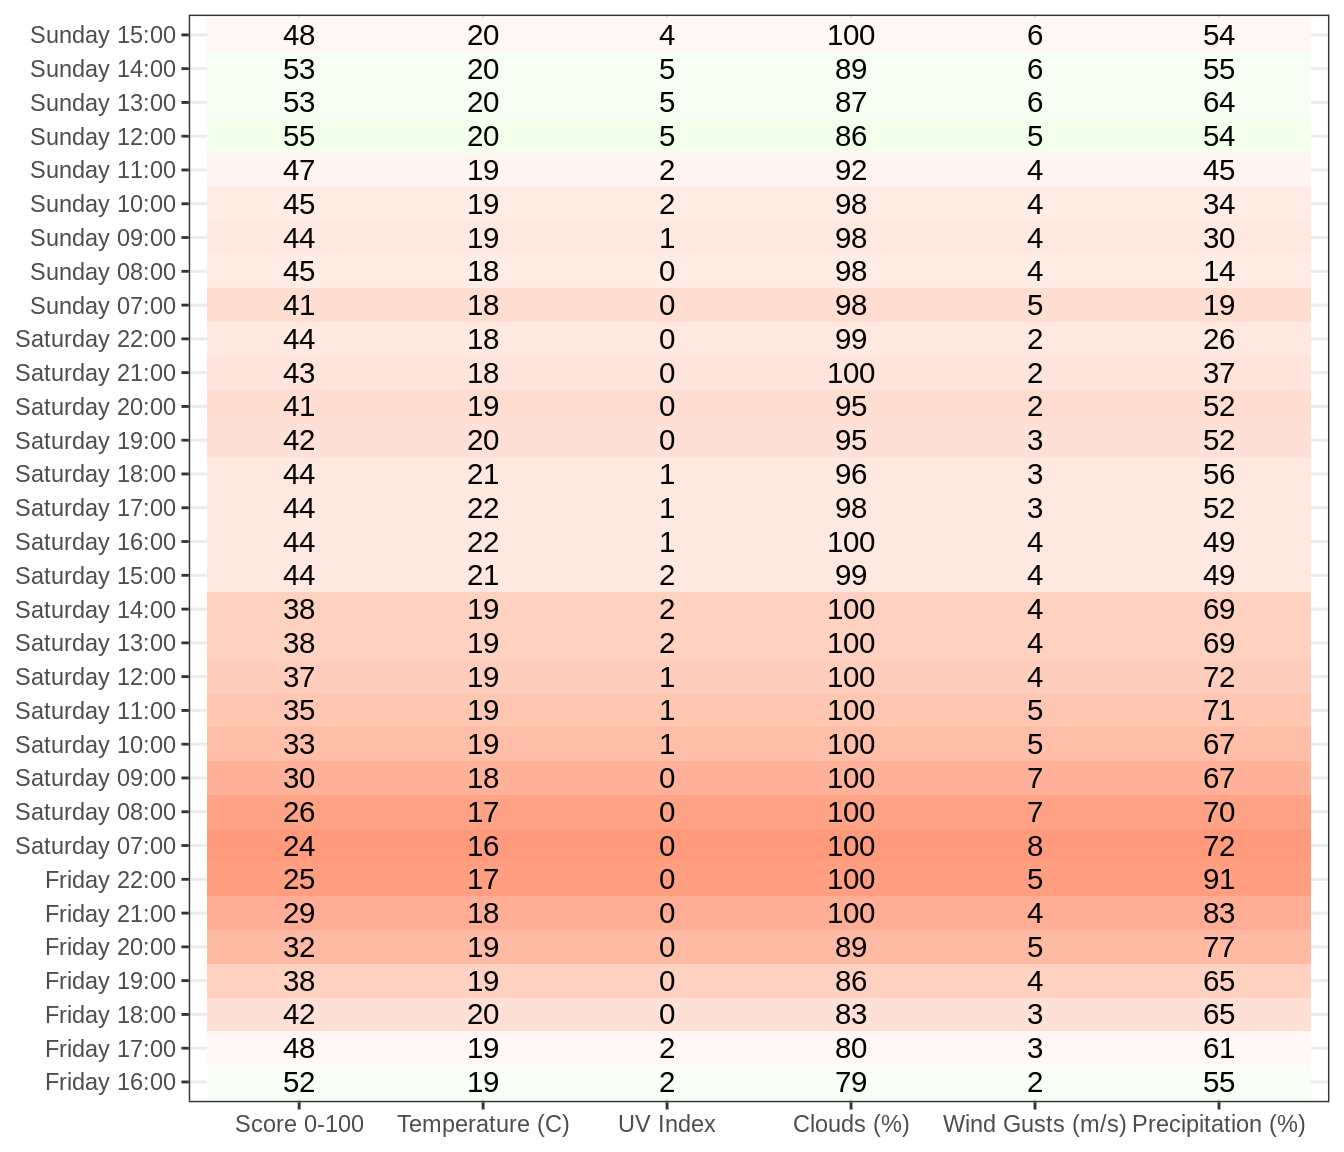 Sunday 15:00 48 20 4 100 6 54
Sunday 14:00 53 20 5 89 6 55
Sunday 13:00 53 20 5 87 6 64
Sunday 12:00 55 20 5 86 5 54
Sunday 11:00 47 19 2 92 4 45
Sunday 10:00 45 19 2 98 4 34
Sunday 09:00 44 19 1 98 4 30
Sunday 08:00 45 18 0 98 4 14
Sunday 07:00 41 18 0 98 5 19
Saturday 22:00 44 18 0 99 2 26
Saturday 21:00 43 18 0 100 2 37
Saturday 20:00 41 19 0 95 2 52
Saturday 19:00 42 20 0 95 3 52
Saturday 18:00 44 21 1 96 3 56
Saturday 17:00 44 22 1 98 3 52
Saturday 16:00 44 22 1 100 4 49
Saturday 15:00 44 21 2 99 4 49
Saturday 14:00 38 19 2 100 4 69
Saturday 13:00 38 19 2 100 4 69
Saturday 12:00 37 19 1 100 4 72
Saturday 11:00 35 19 1 100 5 71
Saturday 10:00 33 19 1 100 5 67
Saturday 09:00 30 18 0 100 7 67
Saturday 08:00 26 17 0 100 7 70
Saturday 07:00 24 16 0 100 8 72
Friday 22:00 25 17 0 100 5 91
Friday 21:00 29 18 0 100 4 83
Friday 20:00 32 19 0 89 5 77
Friday 19:00 38 19 0 86 4 65
Friday 18:00 42 20 0 83 3 65
Friday 17:00 48 19 2 80 3 61
Friday 16:00 52 19 2 79 2 55
Score 0-100 Temperature (C) UV Index Clouds (%) Wind Gusts (m/s) Precipitation (%)